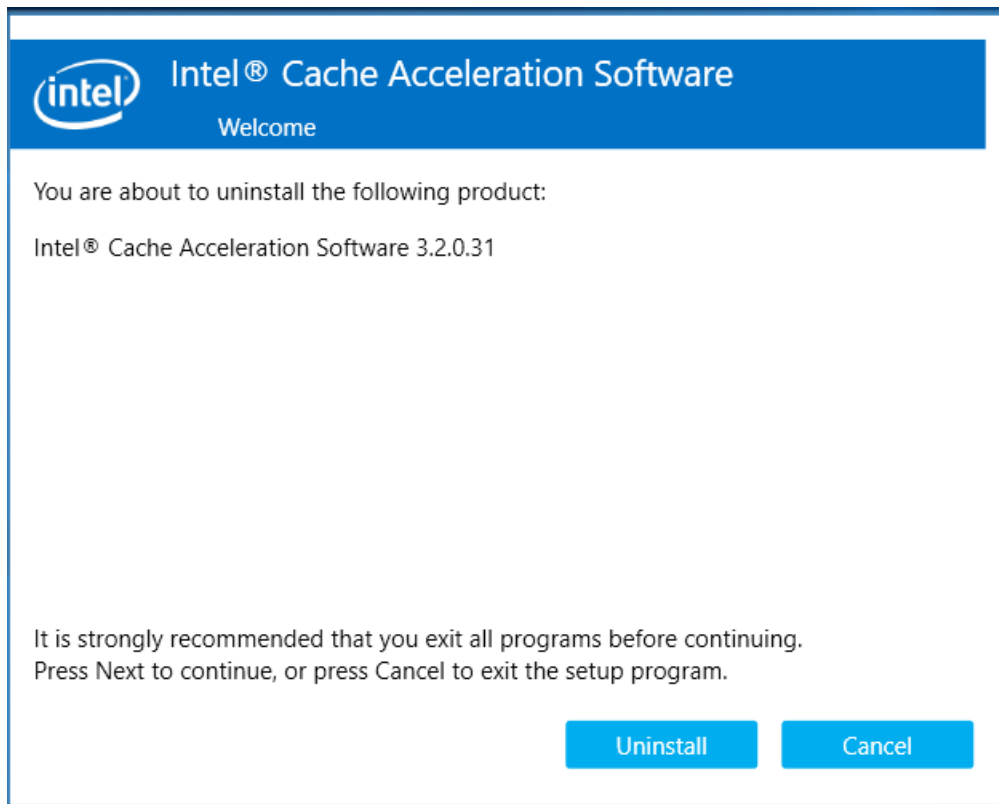 intel
Intel® Cache Acceleration Software
Welcome
You are about to uninstall the following product:
Intel® Cache Acceleration Software 3.2.0.31
It is strongly recommended that you exit all programs before continuing.
Press Next to continue, or press Cancel to exit the setup program.
Uninstall Cancel